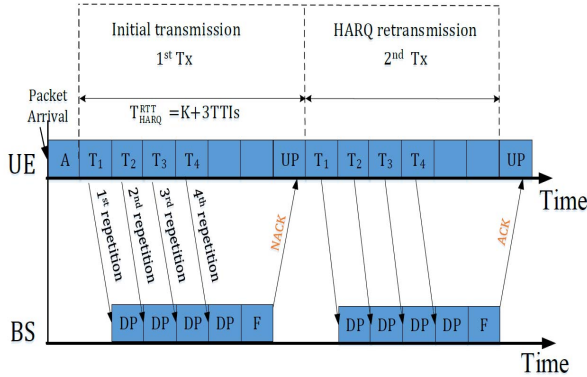 Initial transmission
1st Tx
HARQ retransmission
2nd Tx
Packet
Arrival
T_HARQ^RTT =K+3TTIs
UE
A T1 T2 T3 T4 UP T1 T2 T3 T4 UP
Time
1st repetition
2nd repetition
3rd repetition
4th repetition
NACK
ACK
BS
DP DP DP DP F DP DP DP DP F
Time